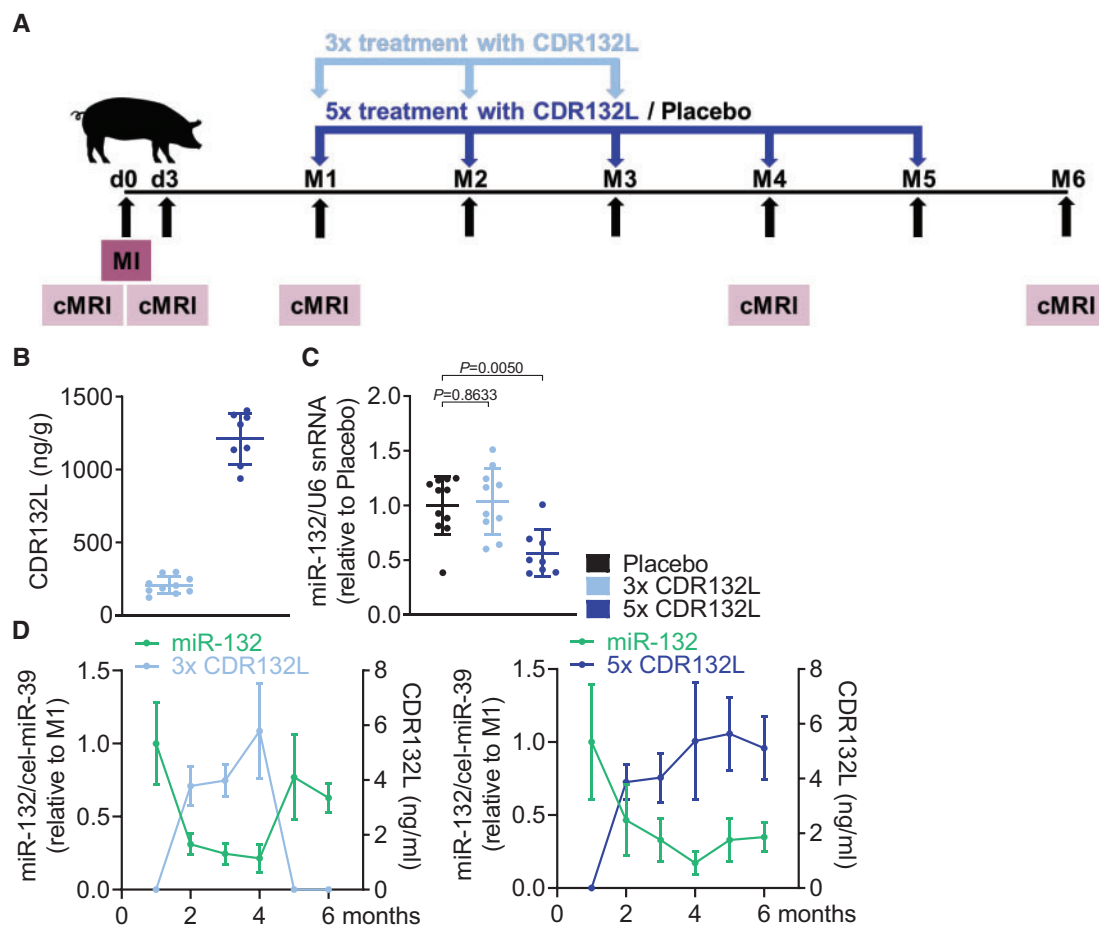 A
3x treatment with CDR132L
5x treatment with CDR132L / Placebo
d0 d3 M1 M2 M3 M4 M5 M6
MI
cMRI cMRI cMRI cMRI cMRI
B
CDR132L (ng/g)
1500
1000
500
0
C
miR-132/U6 snRNA
(relative to Placebo)
P=0.0050
P=0.8633
2.0
1.5
1.0
0.5
0.0
Placebo
3x CDR132L
5x CDR132L
D
miR-132
3x CDR132L
miR-132/cel-miR-39
(relative to M1)
1.5
1.0
0.5
0.0
8
6
4
2
0
CDR132L (ng/ml)
0 2 4 6 months
miR-132
5x CDR132L
miR-132/cel-miR-39
(relative to M1)
1.5
1.0
0.5
0.0
8
6
4
2
0
CDR132L (ng/ml)
0 2 4 6 months